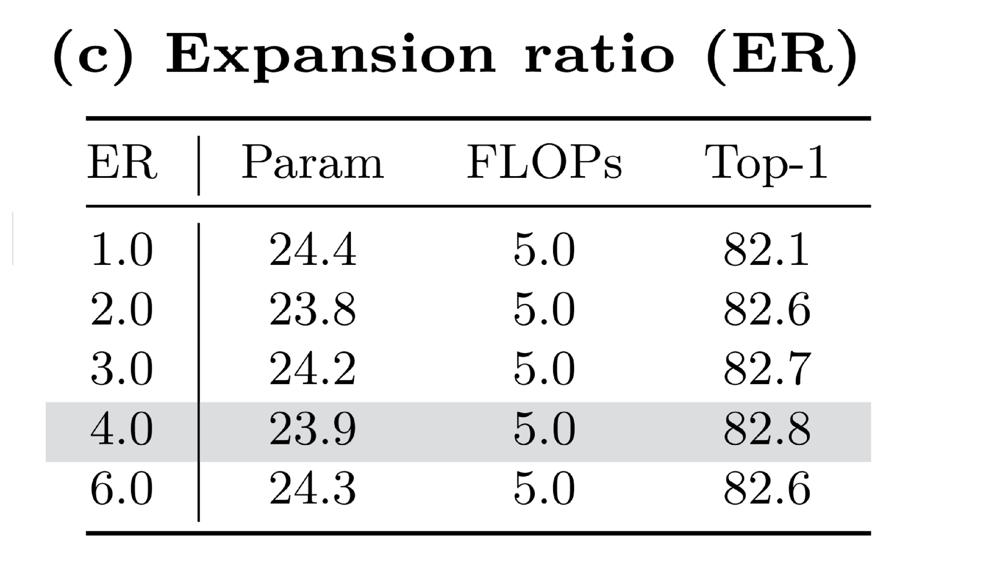 (c) Expansion ratio (ER)
ER Param FLOPs Top-1
1.0 24.4 5.0 82.1
2.0 23.8 5.0 82.6
3.0 24.2 5.0 82.7
4.0 23.9 5.0 82.8
6.0 24.3 5.0 82.6